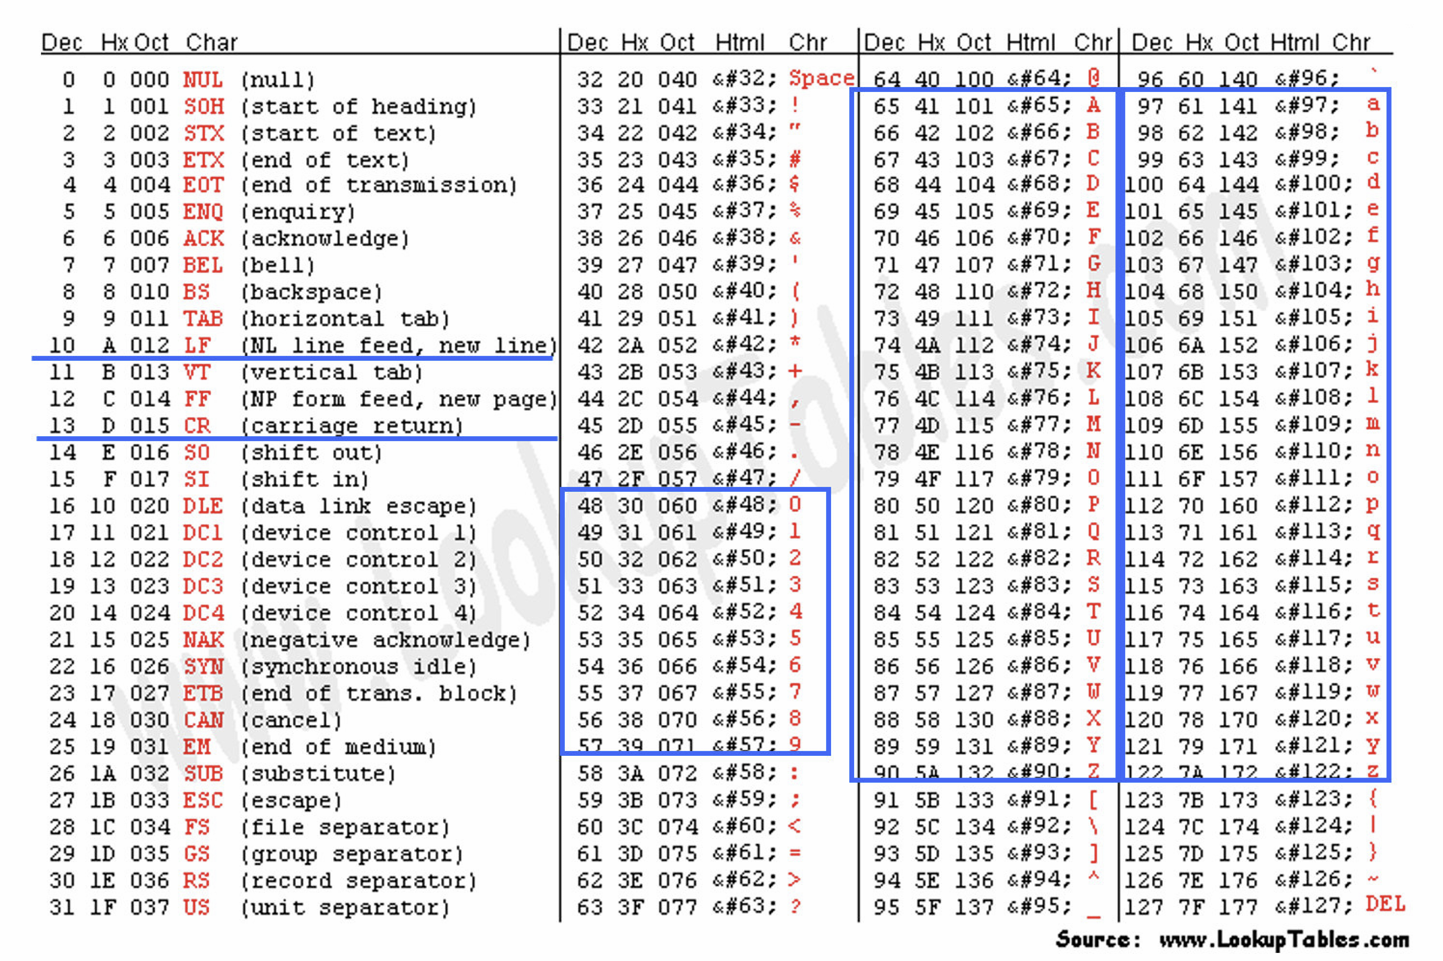 Dec Hx Oct Char Dec Hx Oct Html Chr Dec Hx Oct Html Chr Dec Hx Oct Html Chr
0 0 000 NUL (null) 32 20 040 &#32; Space 64 40 100 &#64; @ 96 60 140 &#96; `
1 1 001 SOH (start of heading) 33 21 041 &#33; ! 65 41 101 &#65; A 97 61 141 &#97; a
2 2 002 STX (start of text) 34 22 042 &#34; " 66 42 102 &#66; B 98 62 142 &#98; b
3 3 003 ETX (end of text) 35 23 043 &#35; # 67 43 103 &#67; C 99 63 143 &#99; c
4 4 004 EOT (end of transmission) 36 24 044 &#36; $ 68 44 104 &#68; D 100 64 144 &#100; d
5 5 005 ENQ (enquiry) 37 25 045 &#37; % 69 45 105 &#69; E 101 65 145 &#101; e
6 6 006 ACK (acknowledge) 38 26 046 &#38; & 70 46 106 &#70; F 102 66 146 &#102; f
7 7 007 BEL (bell) 39 27 047 &#39; ' 71 47 107 &#71; G 103 67 147 &#103; g
8 8 010 BS (backspace) 40 28 050 &#40; ( 72 48 110 &#72; H 104 68 150 &#104; h
9 9 011 TAB (horizontal tab) 41 29 051 &#41; ) 73 49 111 &#73; I 105 69 151 &#105; i
10 A 012 LF (NL line feed, new line) 42 2A 052 &#42; * 74 4A 112 &#74; J 106 6A 152 &#106; j
11 B 013 VT (vertical tab) 43 2B 053 &#43; + 75 4B 113 &#75; K 107 6B 153 &#107; k
12 C 014 FF (NP form feed, new page) 44 2C 054 &#44; , 76 4C 114 &#76; L 108 6C 154 &#108; l
13 D 015 CR (carriage return) 45 2D 055 &#45; - 77 4D 115 &#77; M 109 6D 155 &#109; m
14 E 016 SO (shift out) 46 2E 056 &#46; . 78 4E 116 &#78; N 110 6E 156 &#110; n
15 F 017 SI (shift in) 47 2F 057 &#47; / 79 4F 117 &#79; O 111 6F 157 &#111; o
16 10 020 DLE (data link escape) 48 30 060 &#48; 0 80 50 120 &#80; P 112 70 160 &#112; p
17 11 021 DC1 (device control 1) 49 31 061 &#49; 1 81 51 121 &#81; Q 113 71 161 &#113; q
18 12 022 DC2 (device control 2) 50 32 062 &#50; 2 82 52 122 &#82; R 114 72 162 &#114; r
19 13 023 DC3 (device control 3) 51 33 063 &#51; 3 83 53 123 &#83; S 115 73 163 &#115; s
20 14 024 DC4 (device control 4) 52 34 064 &#52; 4 84 54 124 &#84; T 116 74 164 &#116; t
21 15 025 NAK (negative acknowledge) 53 35 065 &#53; 5 85 55 125 &#85; U 117 75 165 &#117; u
22 16 026 SYN (synchronous idle) 54 36 066 &#54; 6 86 56 126 &#86; V 118 76 166 &#118; v
23 17 027 ETB (end of trans. block) 55 37 067 &#55; 7 87 57 127 &#87; W 119 77 167 &#119; w
24 18 030 CAN (cancel) 56 38 070 &#56; 8 88 58 130 &#88; X 120 78 170 &#120; x
25 19 031 EM (end of medium) 57 39 071 &#57; 9 89 59 131 &#89; Y 121 79 171 &#121; y
26 1A 032 SUB (substitute) 58 3A 072 &#58; : 90 5A 132 &#90; Z 122 7A 172 &#122; z
27 1B 033 ESC (escape) 59 3B 073 &#59; ; 91 5B 133 &#91; [ 123 7B 173 &#123; {
28 1C 034 FS (file separator) 60 3C 074 &#60; < 92 5C 134 &#92; \ 124 7C 174 &#124; |
29 1D 035 GS (group separator) 61 3D 075 &#61; = 93 5D 135 &#93; ] 125 7D 175 &#125; }
30 1E 036 RS (record separator) 62 3E 076 &#62; > 94 5E 136 &#94; ^ 126 7E 176 &#126; ~
31 1F 037 US (unit separator) 63 3F 077 &#63; ? 95 5F 137 &#95; _ 127 7F 177 &#127; DEL
Source: www.LookupTables.com
www.LookupTables.com